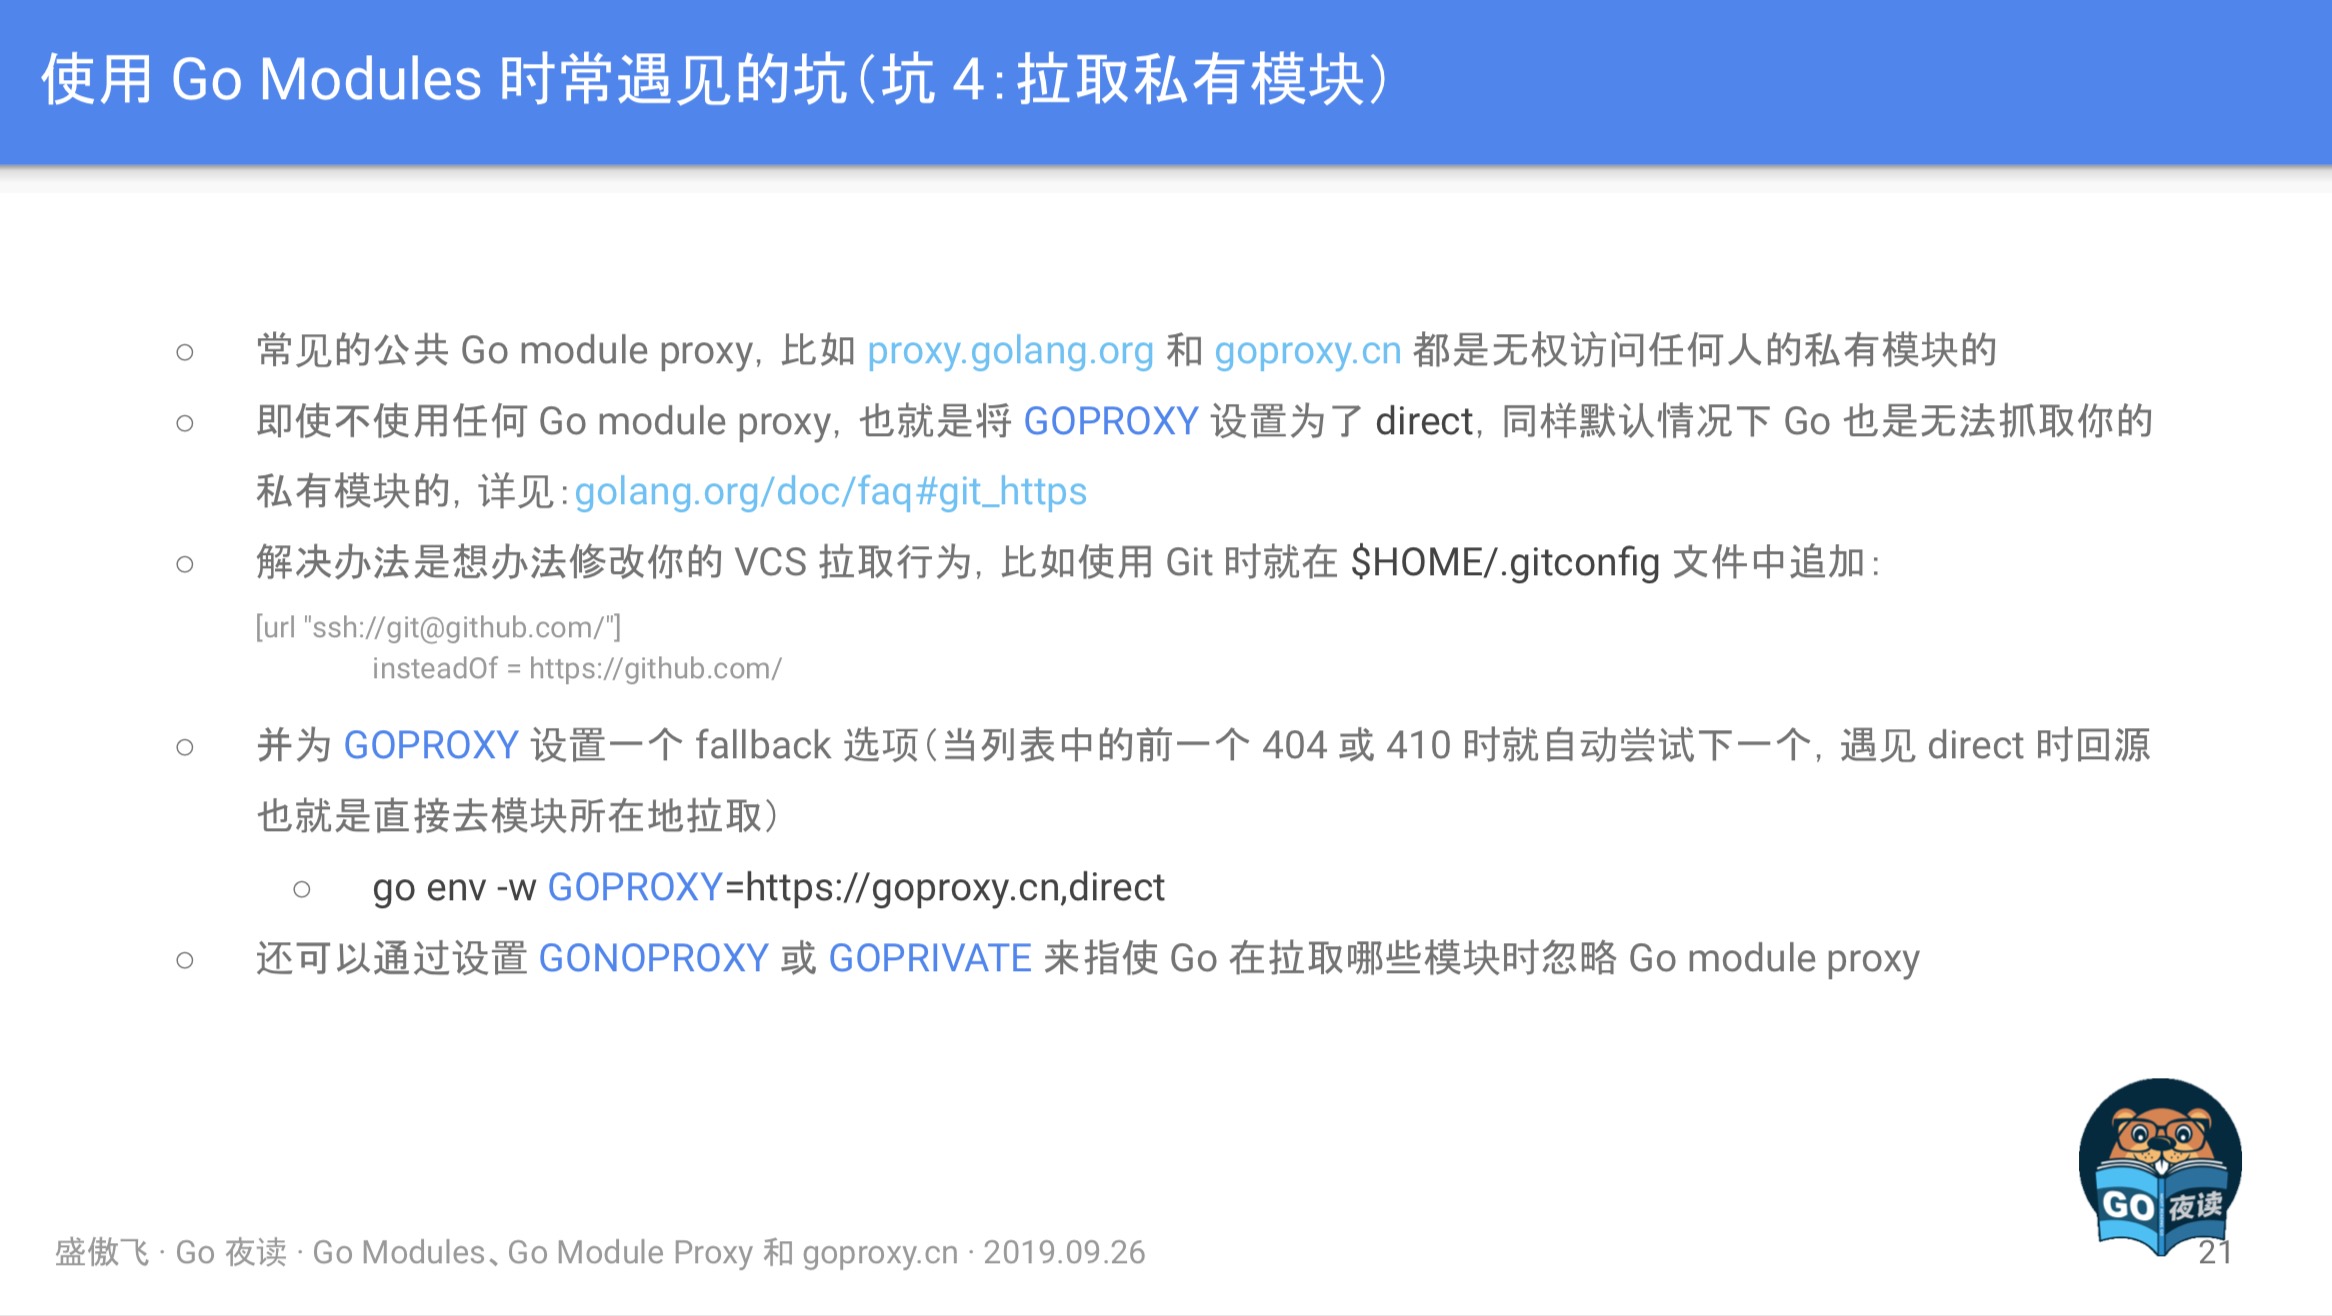 使用 Go Modules 时常遇见的坑（坑 4：拉取私有模块）
常见的公共 Go module proxy，比如 proxy.golang.org 和 goproxy.cn 都是无权访问任何人的私有模块的
即使不使用任何 Go module proxy，也就是将 GOPROXY 设置为了 direct，同样默认情况下 Go 也是无法抓取你的
私有模块的，详见：golang.org/doc/faq#git_https
解决办法是想办法修改你的 VCS 拉取行为，比如使用 Git 时就在 $HOME/.gitconfig 文件中追加：
[url "ssh://git@github.com/"]
insteadOf = https://github.com/
并为 GOPROXY 设置一个 fallback 选项（当列表中的前一个 404 或 410 时就自动尝试下一个，遇见 direct 时回源
也就是直接去模块所在地拉取）
go env -w GOPROXY=https://goproxy.cn,direct
还可以通过设置 GONOPROXY 或 GOPRIVATE 来指使 Go 在拉取哪些模块时忽略 Go module proxy
GO 夜读
盛傲飞 · Go 夜读 · Go Modules、Go Module Proxy 和 goproxy.cn · 2019.09.26
21